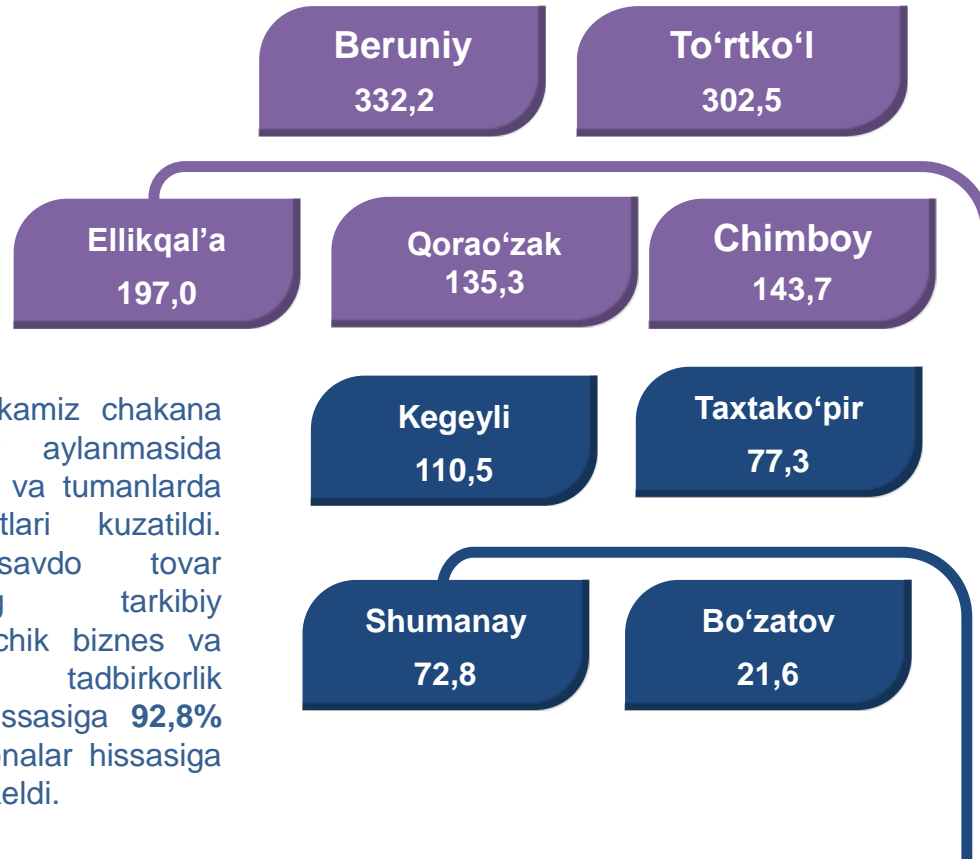 Beruniy
332,2
To‘rtko‘l
302,5
Ellikqal’a
197,0
Qorao‘zak
135,3
Chimboy
143,7
Kegeyli
110,5
Taxtako‘pir
77,3
Shumanay
72,8
Bo‘zatov
21,6
kamiz chakana
aylanmasida
va tumanlarda
tlari kuzatildi.
savdo tovar
g tarkibiy
chik biznes va
tadbirkorlik
ssasiga 92,8%
onalar hissasiga
keldi.